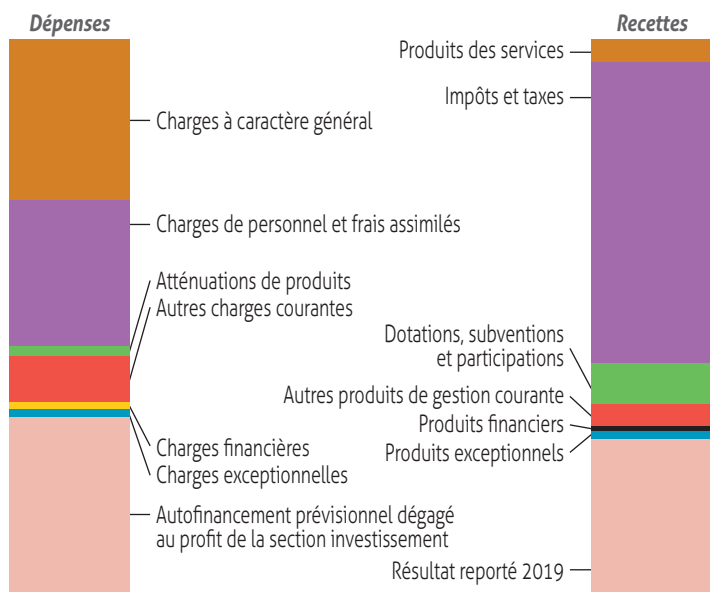 Dépenses
Charges à caractère général
Charges de personnel et frais assimilés
Atténuations de produits
Autres charges courantes
Charges financières
Charges exceptionnelles
Autofinancement prévisionnel dégagé
au profit de la section investissement
Recettes
Produits des services
Impôts et taxes
Dotations, subventions
et participations
Autres produits de gestion courante
Produits financiers
Produits exceptionnels
Résultat reporté 2019